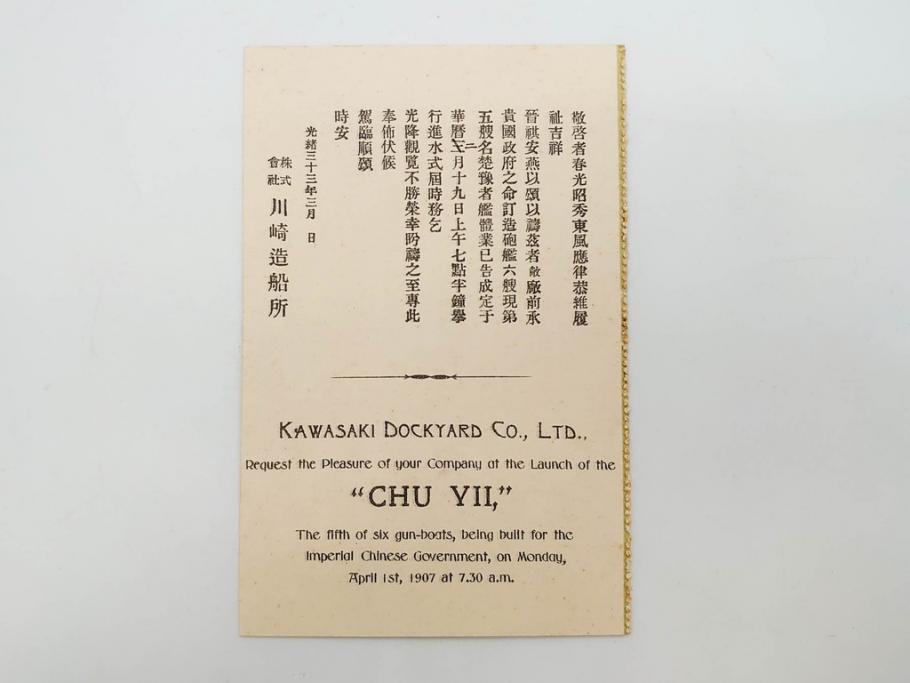 敬啓者春光昭秀東風應律恭維履
祉吉祥
晉祺安燕以頌以禱茲者敝廠前承
貴國政府之命訂造砲艦六艘現第
五艘名楚豫者艦體業已告成定于
華曆二月十九日上午七點半鐘擧
行進水式屆時務乞
光降觀覽不勝榮幸盻禱之至專此
奉佈伏候
駕臨順頌
時安
光緒三十三年三月 日
株式會社 川崎造船所
KAWASAKI DOCKYARD CO., LTD.,
Request the Pleasure of your Company at the Launch of the
“CHU YII,”
The fifth of six gun-boats, being built for the
Imperial Chinese Government, on Monday,
April 1st, 1907 at 7.30 a.m.